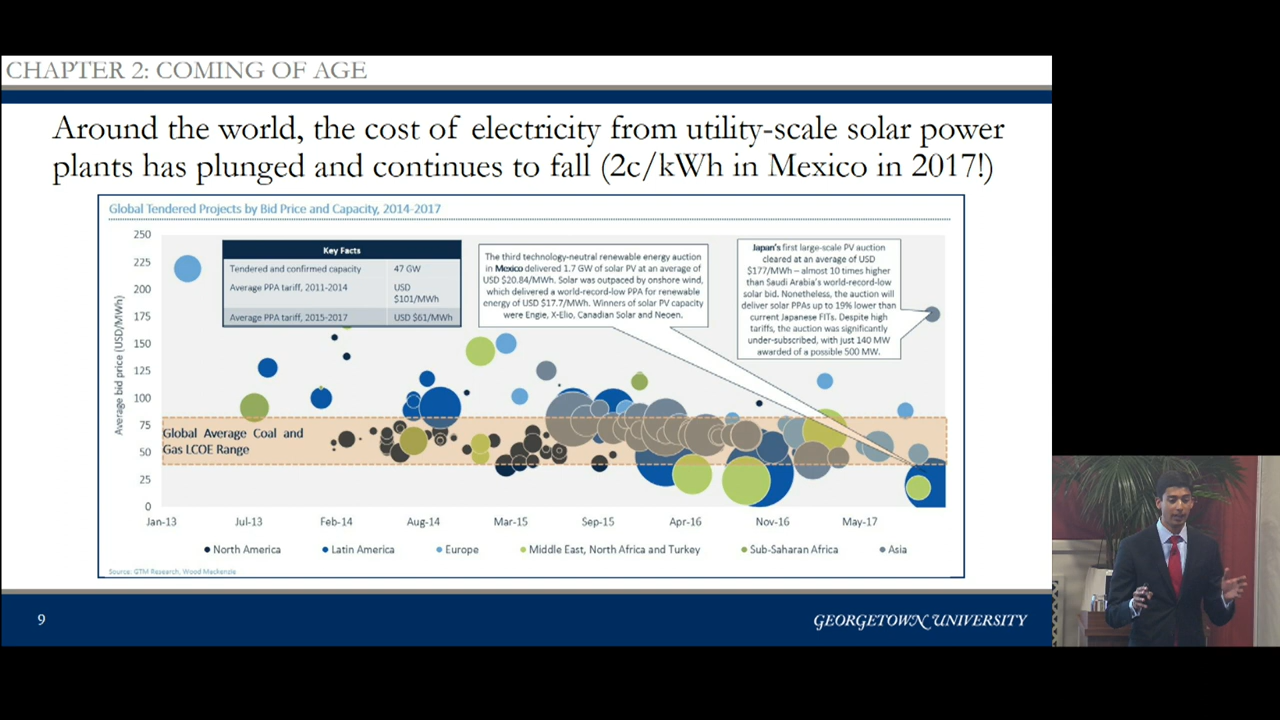 CHAPTER 2: COMING OF AGE
Around the world, the cost of electricity from utility-scale solar power
plants has plunged and continues to fall (2c/kWh in Mexico in 2017!)
Global Tendered Projects by Bid Price and Capacity, 2014-2017
Average bid price (USD/MWh)
250
225
200
175
150
125
100
75
50
25
0
Key Facts
Tendered and confirmed capacity 47 GW
Average PPA tariff, 2011-2014 USD
$101/MWh
Average PPA tariff, 2015-2017 USD $61/MWh
The third technology-neutral renewable energy auction
in Mexico delivered 1.7 GW of solar PV at an average of
USD $20.84/MWh. Solar was outpaced by onshore wind,
which delivered a world-record-low PPA for renewable
energy of USD $17.7/MWh. Winners of solar PV capacity
were Engie, X-Elio, Canadian Solar and Neoen.
Japan's first large-scale PV auction
cleared at an average of USD
$177/MWh – almost 10 times higher
than Saudi Arabia's world-record-low
solar bid. Nonetheless, the auction will
deliver solar PPAs up to 19% lower than
current Japanese FITs. Despite high
tariffs, the auction was significantly
under-subscribed, with just 140 MW
awarded of a possible 500 MW.
Global Average Coal and
Gas LCOE Range
Jan-13 Jul-13 Feb-14 Aug-14 Mar-15 Sep-15 Apr-16 Nov-16 May-17
North America Latin America Europe Middle East, North Africa and Turkey Sub-Saharan Africa Asia
Source: GTM Research, Wood Mackenzie
9
GEORGETOWN UNIVERSITY